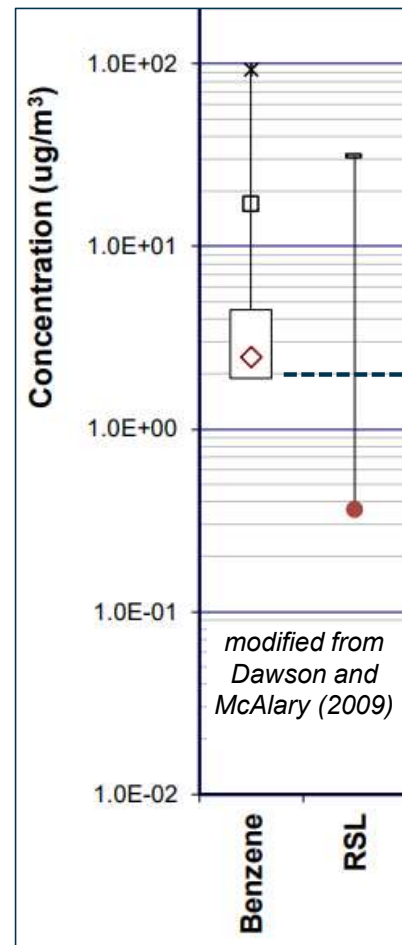 Concentration (ug/m³)
1.0E+02
1.0E+01
1.0E+00
1.0E-01
1.0E-02
modified from
Dawson and
McAlary (2009)
Benzene
RSL